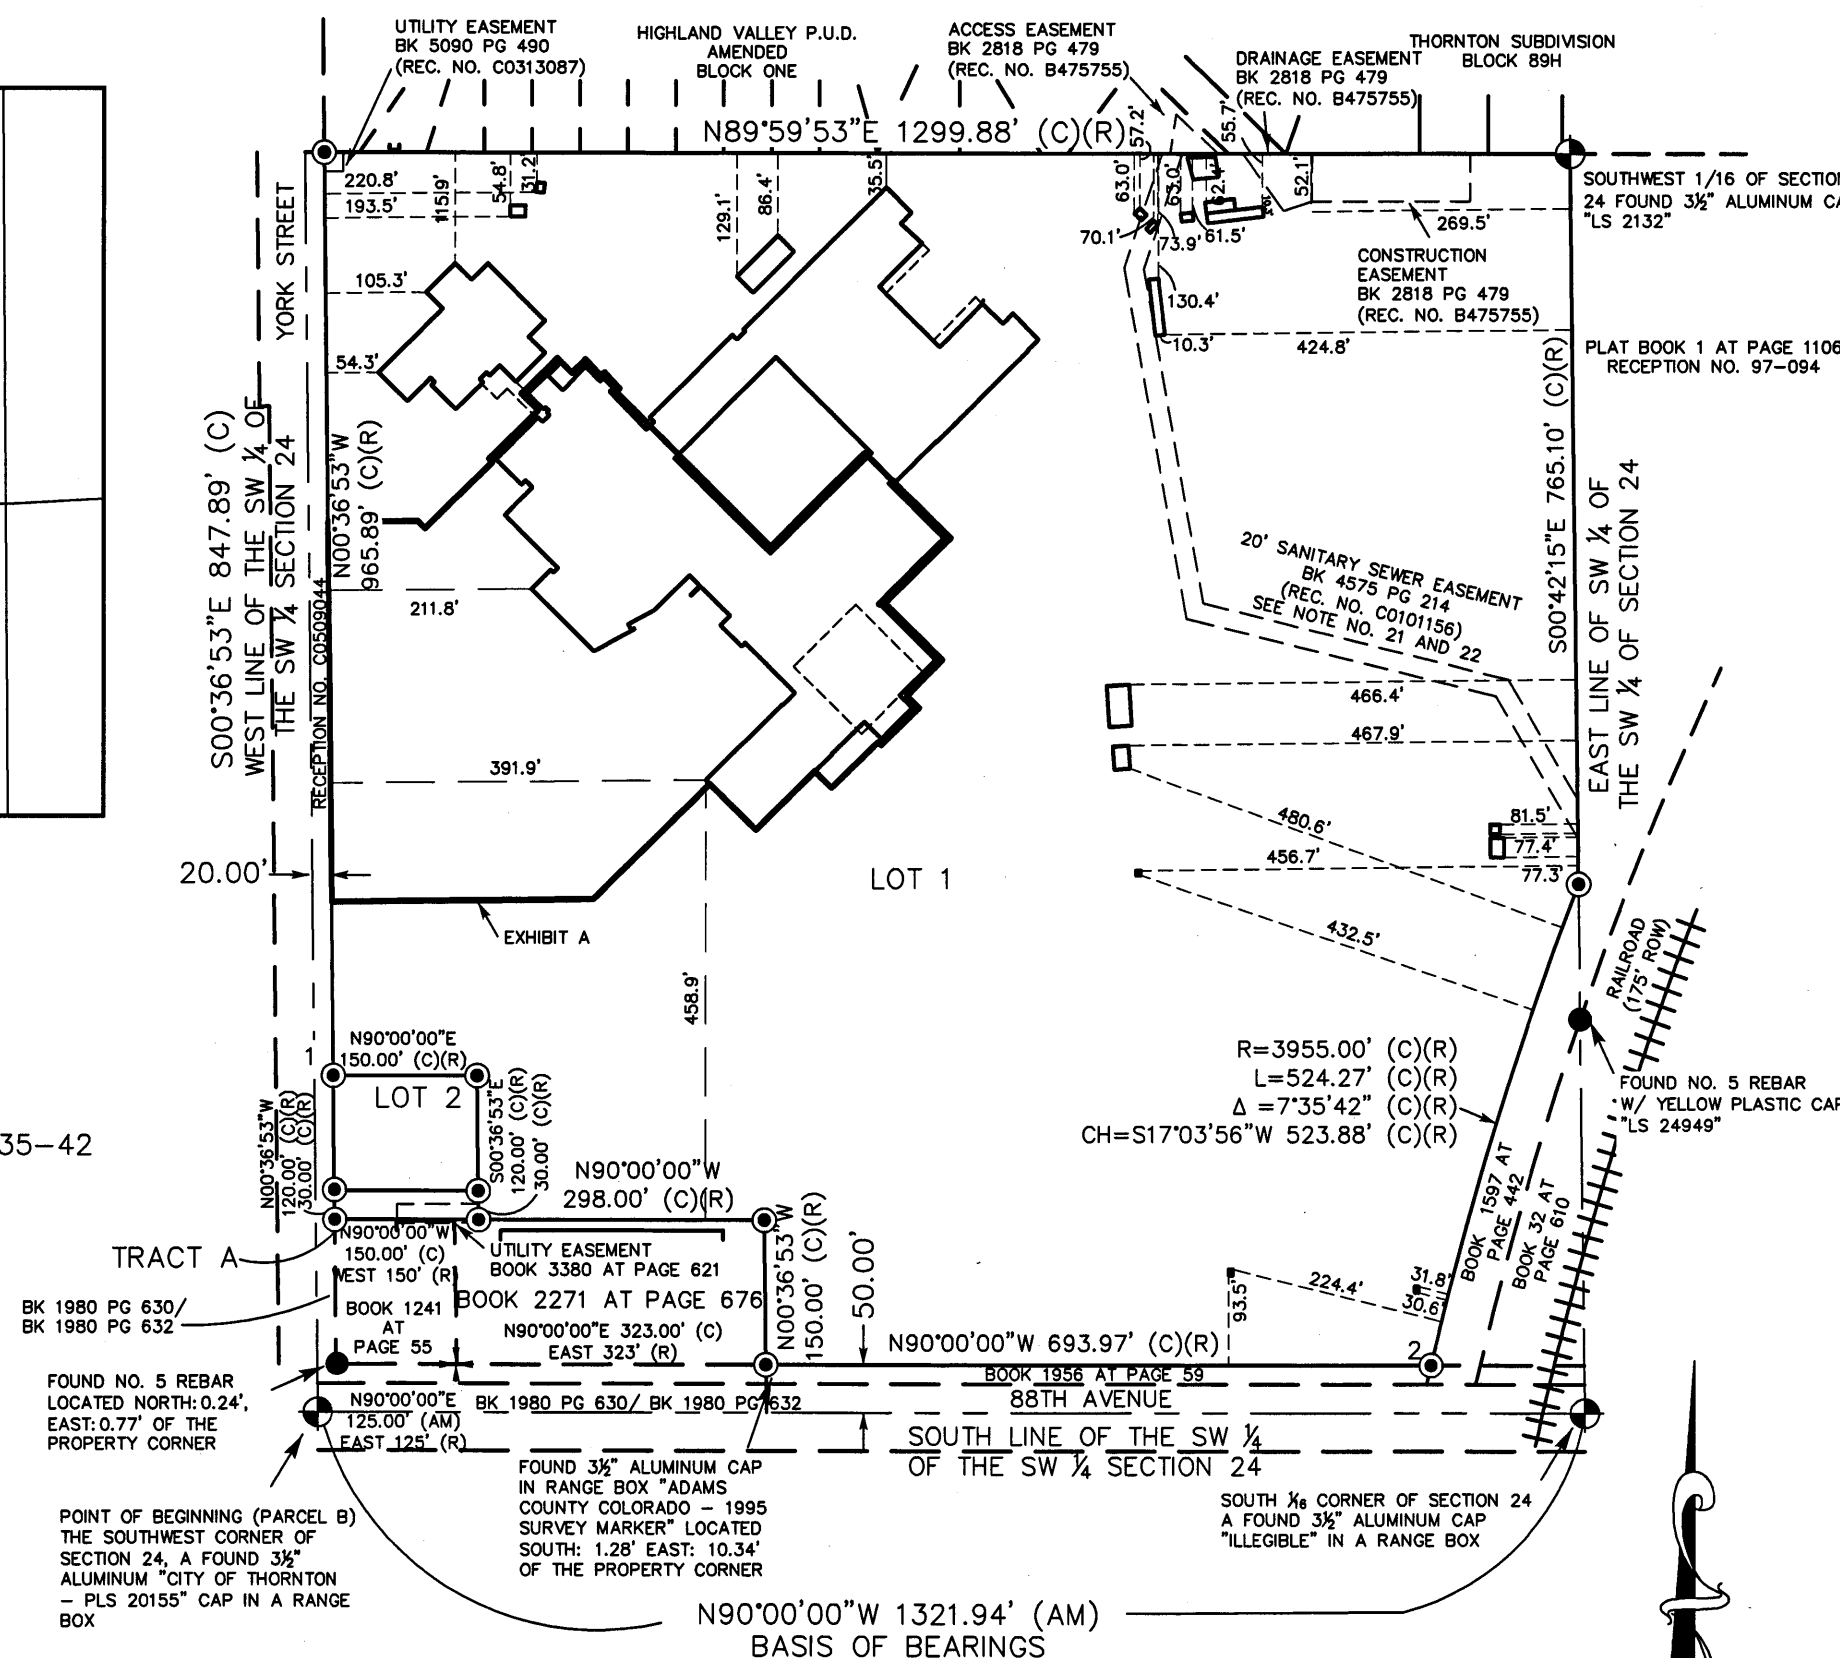 UTILITY EASEMENT
BK 5090 PG 490
(REC. NO. C0313087)
HIGHLAND VALLEY P.U.D.
AMENDED
BLOCK ONE
ACCESS EASEMENT
BK 2818 PG 479
(REC. NO. B475755)
DRAINAGE EASEMENT
BK 2818 PG 479
(REC. NO. B475755)
THORNTON SUBDIVISION
BLOCK 89H
N89°59'53"E 1299.88' (C)(R)
57.2'
55.7'
220.8'
193.5'
115.9'
54.8'
31.2'
129.1'
86.4'
35.5'
63.0'
63.0'
62.4'
52.1'
70.1'
73.9'
61.5'
269.5'
SOUTHWEST 1/16 OF SECTION
24 FOUND 3½" ALUMINUM CA
"LS 2132"
YORK STREET
CONSTRUCTION
EASEMENT
BK 2818 PG 479
(REC. NO. B475755)
105.3'
54.3'
130.4'
10.3'
424.8'
PLAT BOOK 1 AT PAGE 1106
RECEPTION NO. 97-094
S00°36'53"E 847.89' (C)
WEST LINE OF THE SW ¼ OF
THE SW ¼ SECTION 24
N00°36'53"W
965.89' (C)(R)
RECEPTION NO. C0509044
S00°42'15"E 765.10' (C)(R)
EAST LINE OF SW ¼ OF
THE SW ¼ OF SECTION 24
20' SANITARY SEWER EASEMENT
BK 4575 PG 214
(REC. NO. C0101156)
SEE NOTE NO. 21 AND 22
211.8'
391.9'
466.4'
467.9'
480.6'
81.5'
77.4'
77.3'
456.7'
432.5'
20.00'
LOT 1
EXHIBIT A
458.9'
RAILROAD
(175' ROW)
1
N90°00'00"E
150.00' (C)(R)
LOT 2
R=3955.00' (C)(R)
L=524.27' (C)(R)
Δ =7°35'42" (C)(R)
CH=S17°03'56"W 523.88' (C)(R)
FOUND NO. 5 REBAR
W/ YELLOW PLASTIC CAP
"LS 24949"
35-42
N00°36'53"W
120.00' (C)(R)
30.00' (C)(R)
S00°36'53"E
120.00' (C)(R)
30.00' (C)(R)
N90°00'00"W
298.00' (C)(R)
BOOK 1597 AT
PAGE 442
BOOK 32 AT
PAGE 610
TRACT A
N90°00'00"W
150.00' (C)
WEST 150' (R)
UTILITY EASEMENT
BOOK 3380 AT PAGE 621
N00°36'53"W
150.00' (C)(R)
50.00'
BK 1980 PG 630/
BK 1980 PG 632
BOOK 1241
AT
PAGE 55
BOOK 2271 AT PAGE 676
N90°00'00"E 323.00' (C)
EAST 323' (R)
93.5'
224.4'
31.8'
30.6'
N90°00'00"W 693.97' (C)(R)
2
BOOK 1956 AT PAGE 59
88TH AVENUE
FOUND NO. 5 REBAR
LOCATED NORTH: 0.24',
EAST: 0.77' OF THE
PROPERTY CORNER
N90°00'00"E
125.00' (AM)
EAST 125' (R)
BK 1980 PG 630/ BK 1980 PG 632
SOUTH LINE OF THE SW ¼
OF THE SW ¼ SECTION 24
FOUND 3½" ALUMINUM CAP
IN RANGE BOX "ADAMS
COUNTY COLORADO - 1995
SURVEY MARKER" LOCATED
SOUTH: 1.28' EAST: 10.34'
OF THE PROPERTY CORNER
POINT OF BEGINNING (PARCEL B)
THE SOUTHWEST CORNER OF
SECTION 24, A FOUND 3½"
ALUMINUM "CITY OF THORNTON
- PLS 20155" CAP IN A RANGE
BOX
SOUTH 1/16 CORNER OF SECTION 24
A FOUND 3½" ALUMINUM CAP
"ILLEGIBLE" IN A RANGE BOX
N90°00'00"W 1321.94' (AM)
BASIS OF BEARINGS